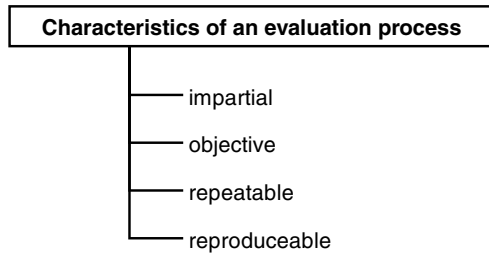 Characteristics of an evaluation process
impartial
objective
repeatable
reproduceable